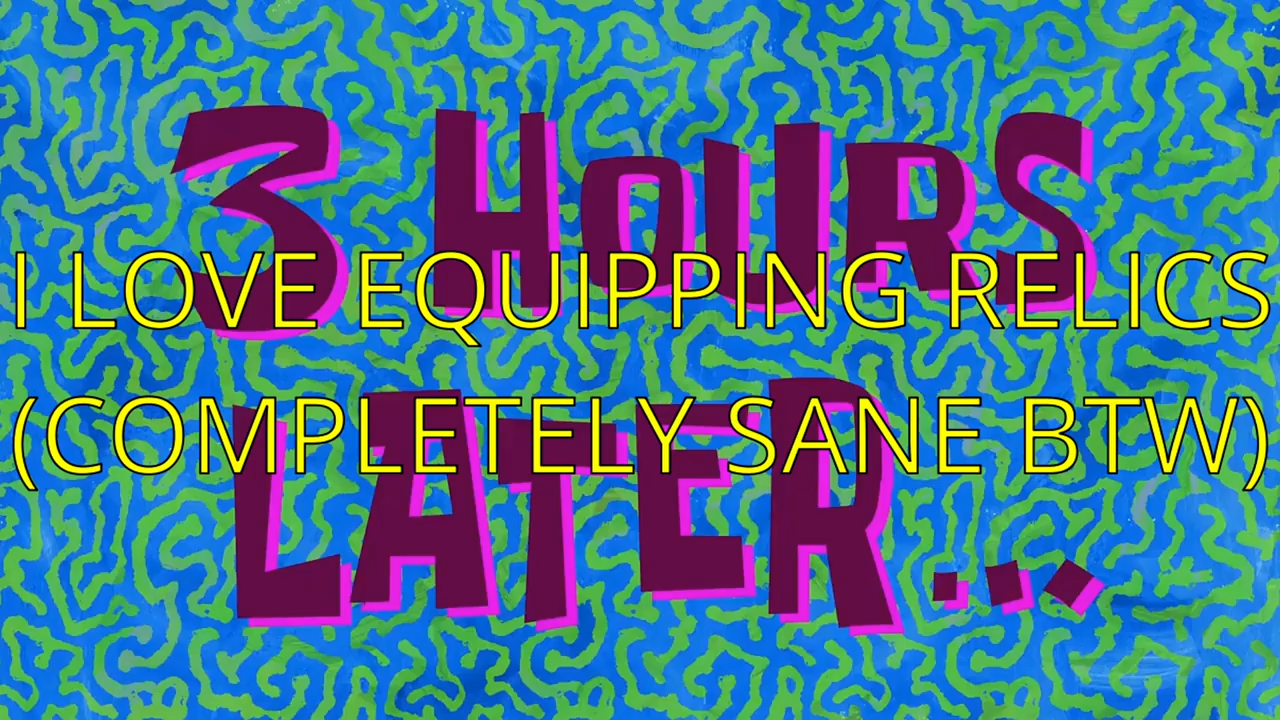 3 HOURS
I LOVE EQUIPPING RELICS
(COMPLETELY SANE BTW)
LATER...